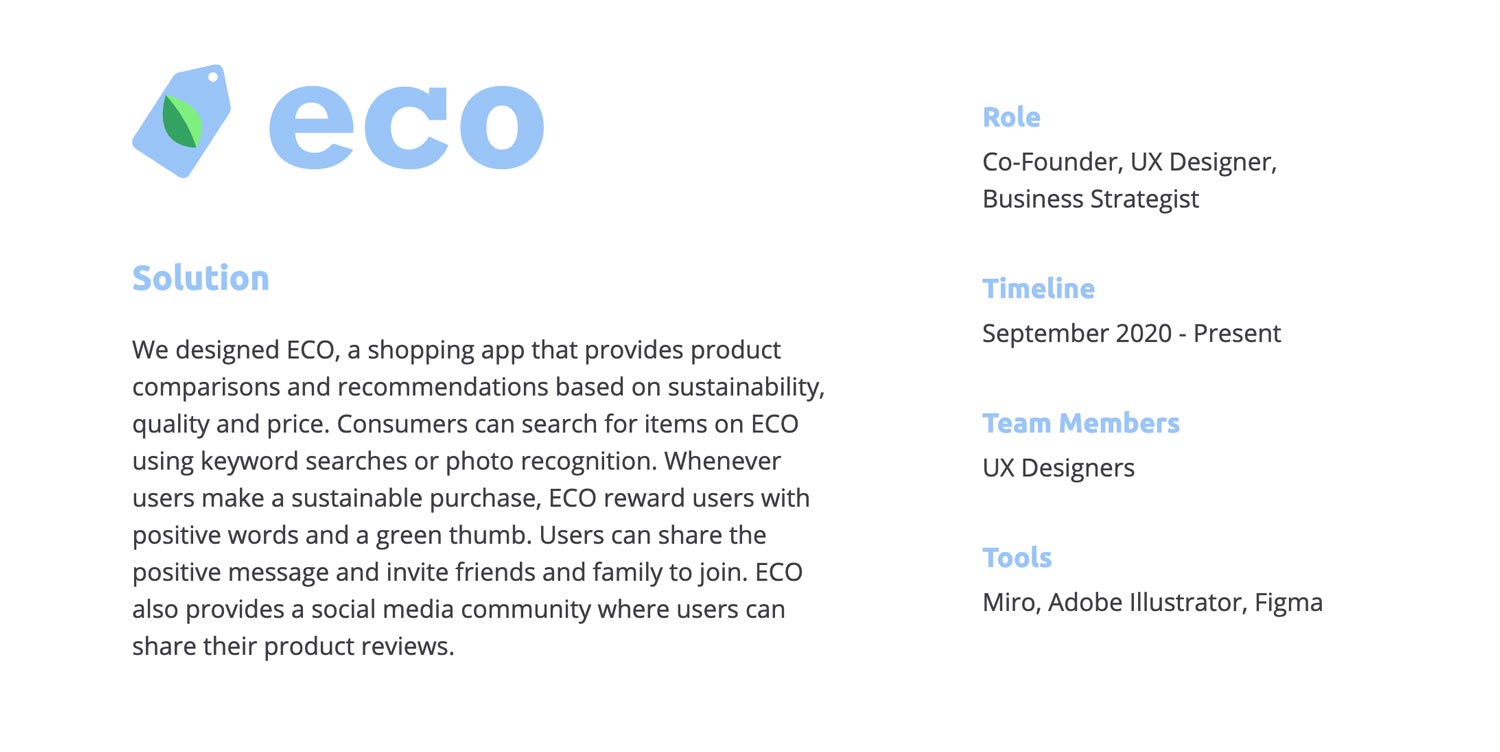 eco
Solution
We designed ECO, a shopping app that provides product
comparisons and recommendations based on sustainability,
quality and price. Consumers can search for items on ECO
using keyword searches or photo recognition. Whenever
users make a sustainable purchase, ECO reward users with
positive words and a green thumb. Users can share the
positive message and invite friends and family to join. ECO
also provides a social media community where users can
share their product reviews.
Role
Co-Founder, UX Designer,
Business Strategist
Timeline
September 2020 - Present
Team Members
UX Designers
Tools
Miro, Adobe Illustrator, Figma